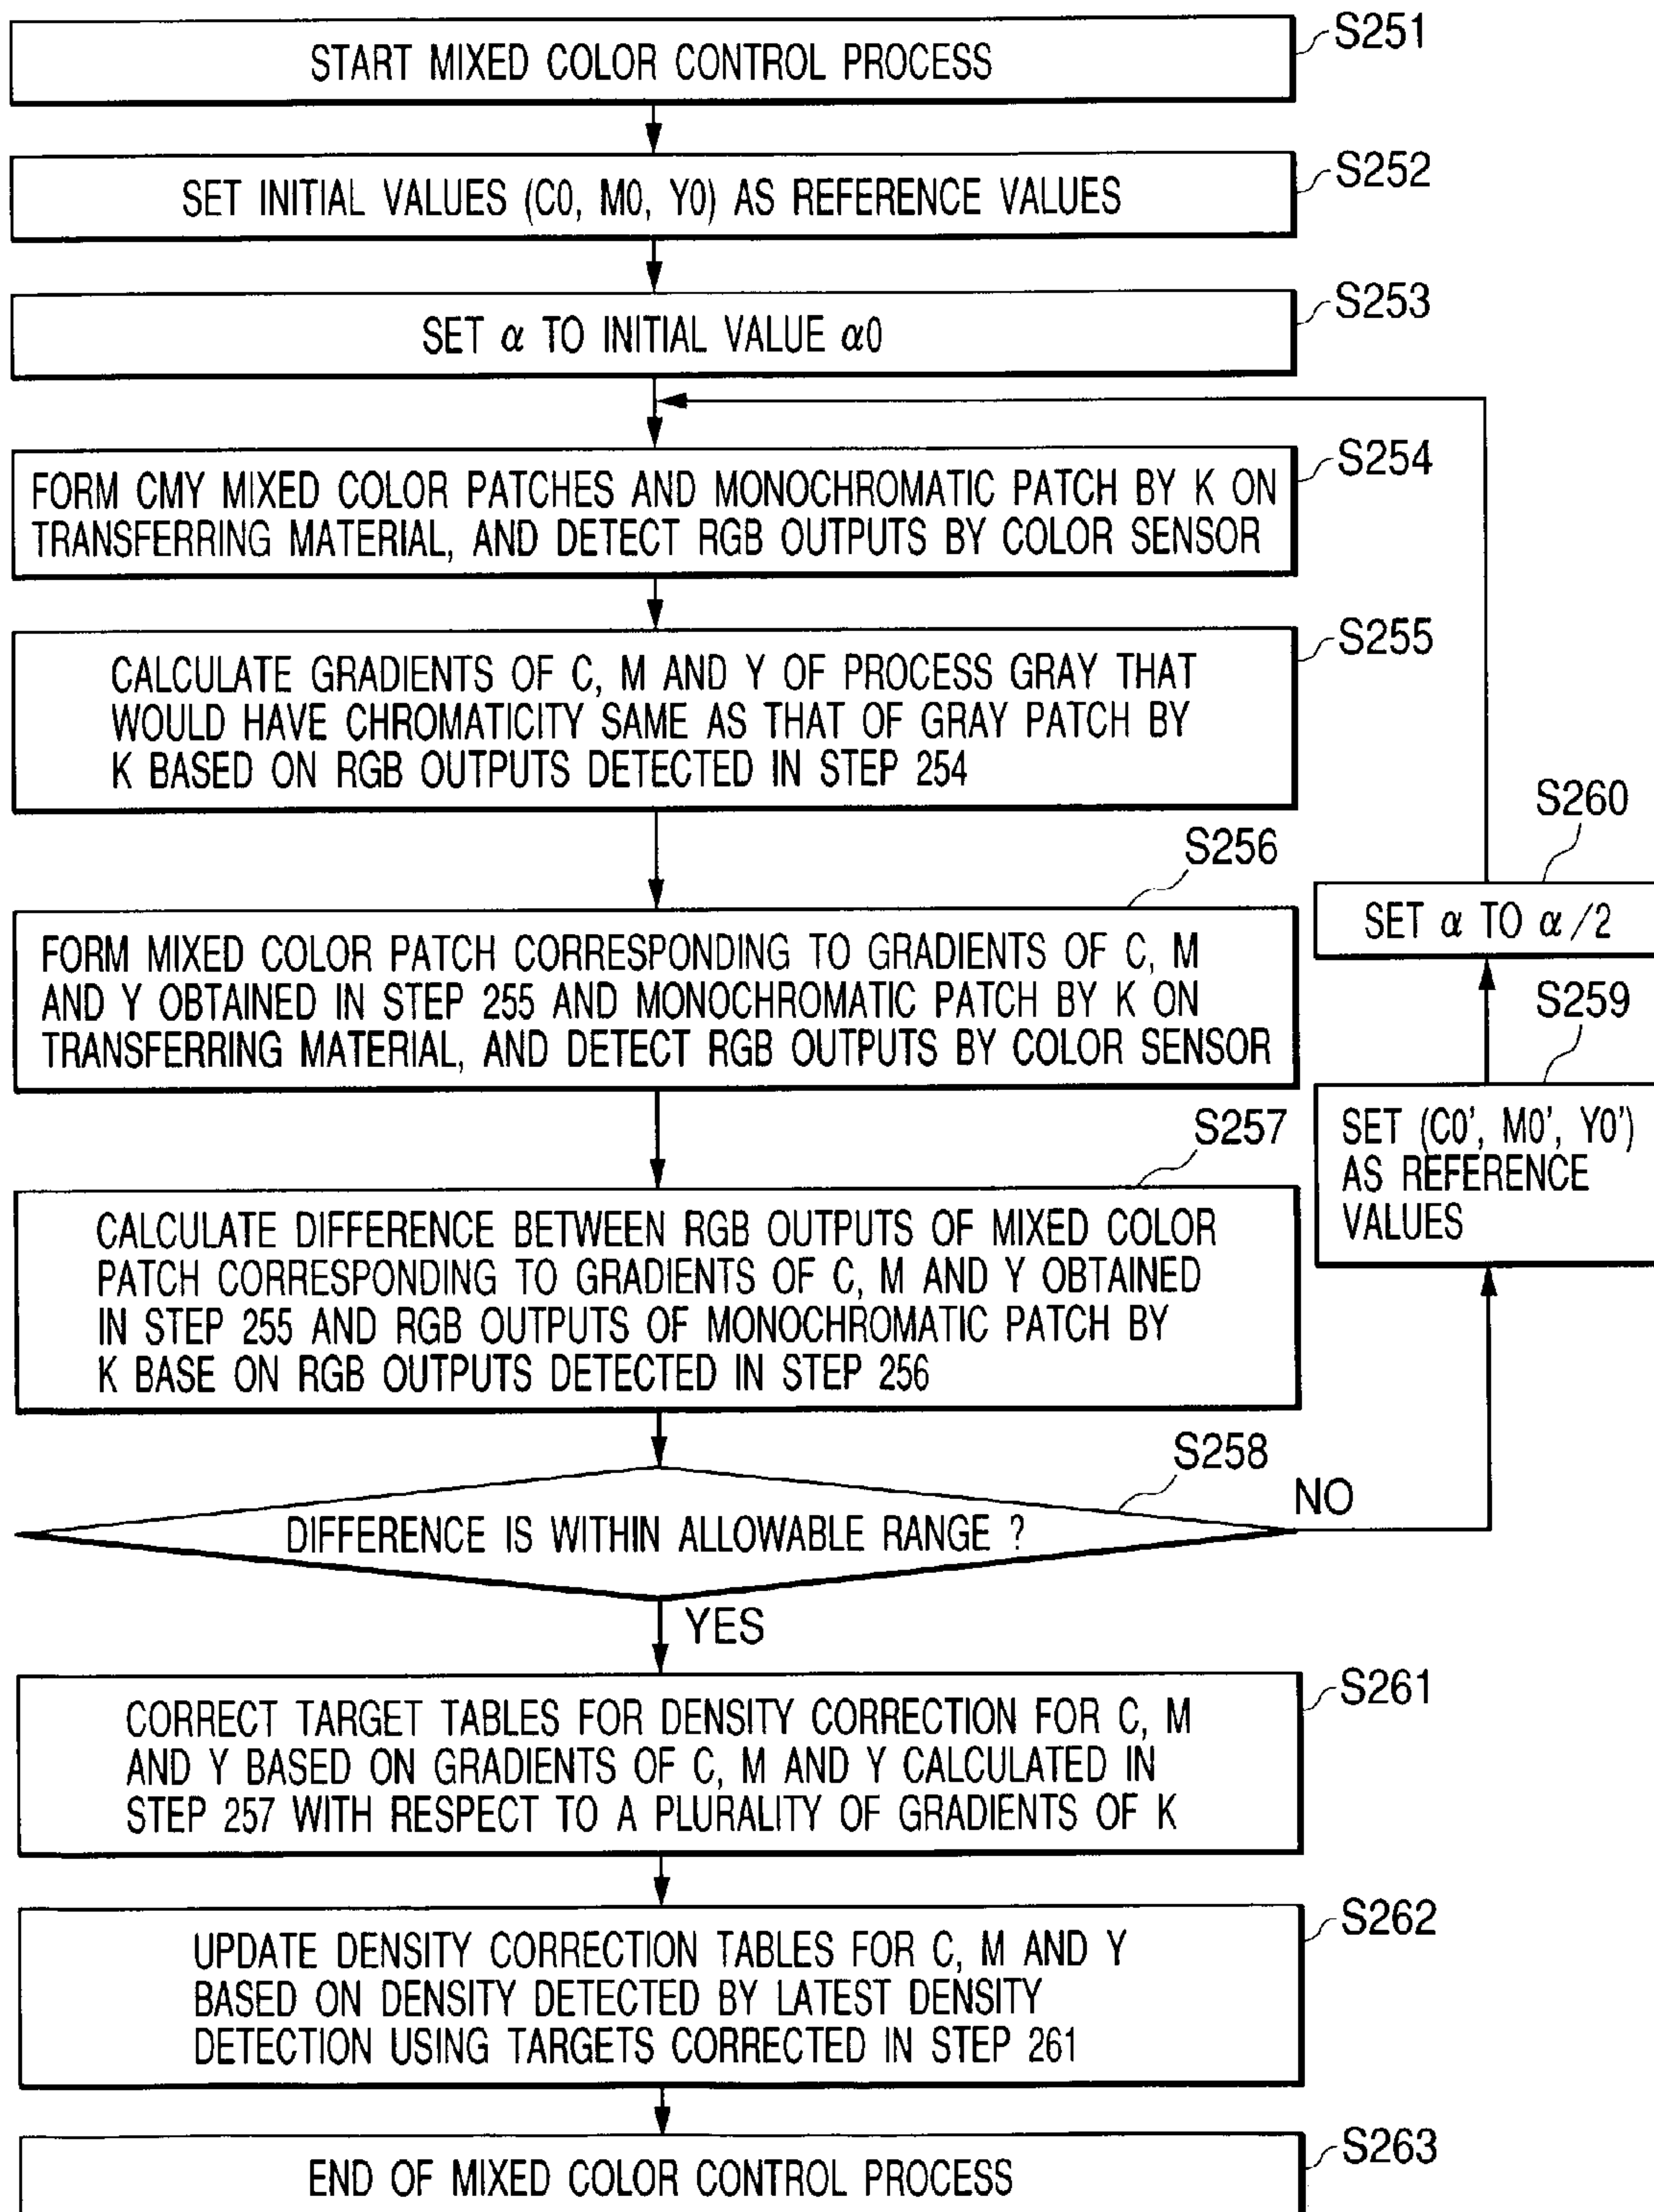 S251
START MIXED COLOR CONTROL PROCESS
S252
SET INITIAL VALUES (C0, M0, Y0) AS REFERENCE VALUES
S253
SET α TO INITIAL VALUE α0
S254
FORM CMY MIXED COLOR PATCHES AND MONOCHROMATIC PATCH BY K ON
TRANSFERRING MATERIAL, AND DETECT RGB OUTPUTS BY COLOR SENSOR
S255
CALCULATE GRADIENTS OF C, M AND Y OF PROCESS GRAY THAT
WOULD HAVE CHROMATICITY SAME AS THAT OF GRAY PATCH BY
K BASED ON RGB OUTPUTS DETECTED IN STEP 254
S256
FORM MIXED COLOR PATCH CORRESPONDING TO GRADIENTS OF C, M
AND Y OBTAINED IN STEP 255 AND MONOCHROMATIC PATCH BY K ON
TRANSFERRING MATERIAL, AND DETECT RGB OUTPUTS BY COLOR SENSOR
S257
CALCULATE DIFFERENCE BETWEEN RGB OUTPUTS OF MIXED COLOR
PATCH CORRESPONDING TO GRADIENTS OF C, M AND Y OBTAINED
IN STEP 255 AND RGB OUTPUTS OF MONOCHROMATIC PATCH BY
K BASE ON RGB OUTPUTS DETECTED IN STEP 256
S258
DIFFERENCE IS WITHIN ALLOWABLE RANGE ?
NO
S259
SET (C0', M0', Y0')
AS REFERENCE
VALUES
S260
SET α TO α/2
YES
S261
CORRECT TARGET TABLES FOR DENSITY CORRECTION FOR C, M
AND Y BASED ON GRADIENTS OF C, M AND Y CALCULATED IN
STEP 257 WITH RESPECT TO A PLURALITY OF GRADIENTS OF K
S262
UPDATE DENSITY CORRECTION TABLES FOR C, M AND Y
BASED ON DENSITY DETECTED BY LATEST DENSITY
DETECTION USING TARGETS CORRECTED IN STEP 261
S263
END OF MIXED COLOR CONTROL PROCESS